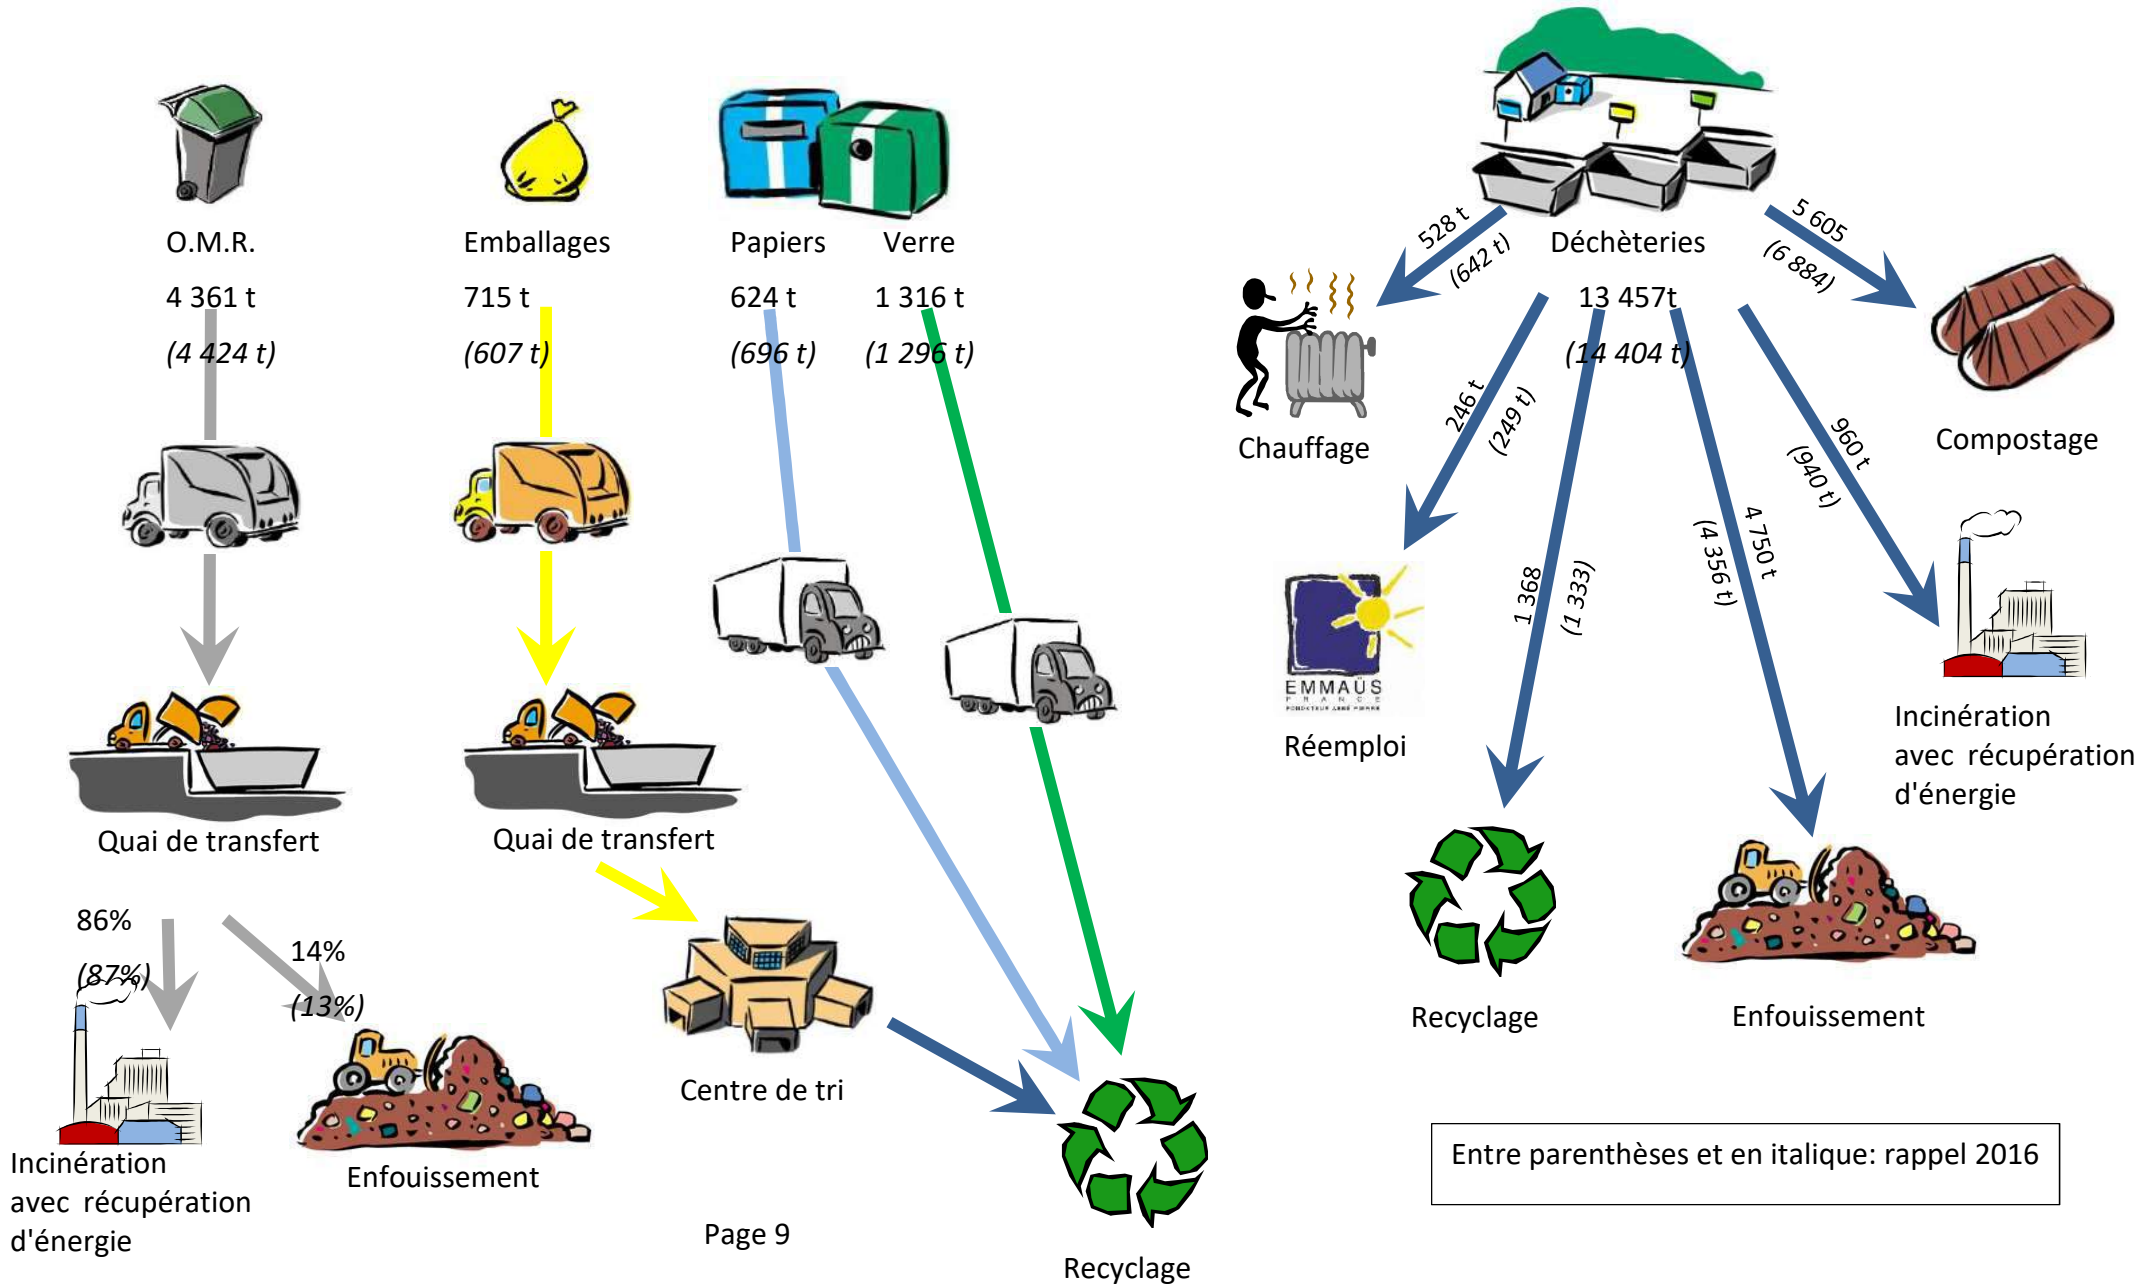 O.M.R.
4 361 t
(4 424 t)
Emballages
715 t
(607 t)
Papiers
624 t
(696 t)
Verre
1 316 t
(1 296 t)
Quai de transfert
Quai de transfert
86%
(87%)
14%
(13%)
Incinération
avec récupération
d'énergie
Enfouissement
Centre de tri
Recyclage
Page 9
Déchèteries
13 457t
(14 404 t)
528 t
(642 t)
Chauffage
5 605
(6 884)
Compostage
246 t
(249 t)
EMMAÜS
FRANCE
FONDATEUR ABBÉ PIERRE
Réemploi
1 368
(1 333)
Recyclage
4 750 t
(4 356 t)
Enfouissement
960 t
(940 t)
Incinération
avec récupération
d'énergie
Entre parenthèses et en italique: rappel 2016